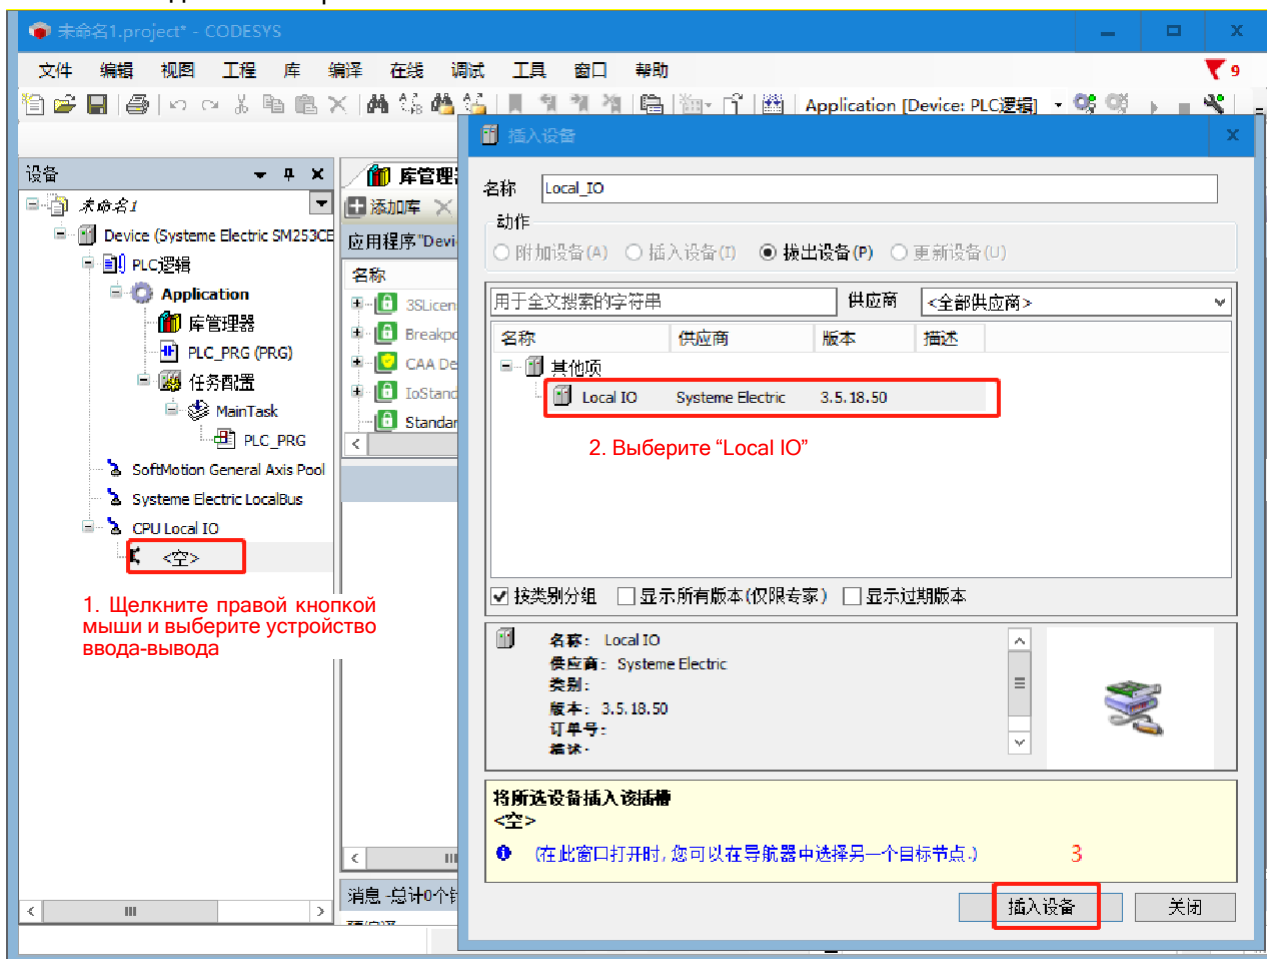 未命名1.project* - CODESYS
文件 编辑 视图 工程 库 编译 在线 调试 工具 窗口 帮助
9
Application [Device: PLC逻辑]
插入设备
设备
未命名1
Device (Systeme Electric SM253CE
PLC逻辑
Application
库管理器
PLC_PRG (PRG)
任务配置
MainTask
PLC_PRG
SoftMotion General Axis Pool
Systeme Electric LocalBus
CPU Local IO
<空>
1. Щелкните правой кнопкой
мыши и выберите устройство
ввода-вывода
库管理
添加库
应用程序"Devi
名称
3SLicen
Breakpo
CAA De
IoStand
Standar
消息 -总计0个
名称 Local_IO
动作
附加设备(A) 插入设备(I) 拔出设备(P) 更新设备(U)
用于全文搜索的字符串 供应商 <全部供应商>
名称 供应商 版本 描述
其他项
Local IO Systeme Electric 3.5.18.50
2. Выберите “Local IO”
按类别分组 显示所有版本(仅限专家) 显示过期版本
名称: Local IO
供应商: Systeme Electric
类别:
版本: 3.5.18.50
订单号:
描述:
将所选设备插入该插槽
<空>
(在此窗口打开时, 您可以在导航器中选择另一个目标节点.)
3
插入设备 关闭